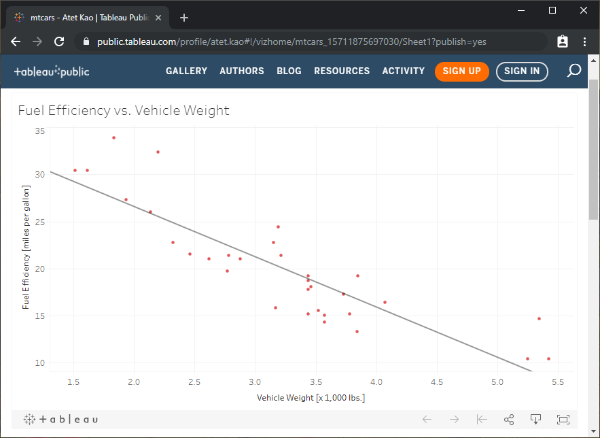 mtcars - Atet Kao | Tableau Publi
public.tableau.com/profile/atet.kao#!/vizhome/mtcars_15711875697030/Sheet1?publish=yes
+ableau:public GALLERY AUTHORS BLOG RESOURCES ACTIVITY SIGN UP SIGN IN
Fuel Efficiency vs. Vehicle Weight
Fuel Efficiency [miles per gallon]
35
30
25
20
15
10
1.5 2.0 2.5 3.0 3.5 4.0 4.5 5.0 5.5
Vehicle Weight [x 1,000 lbs.]
+ a b l e a u